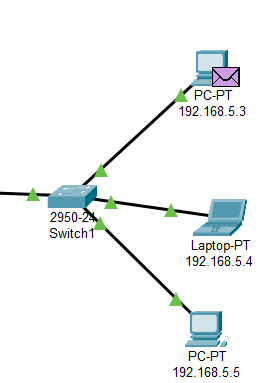 PC-PT
192.168.5.3
2950-24
Switch1
Laptop-PT
192.168.5.4
PC-PT
192.168.5.5